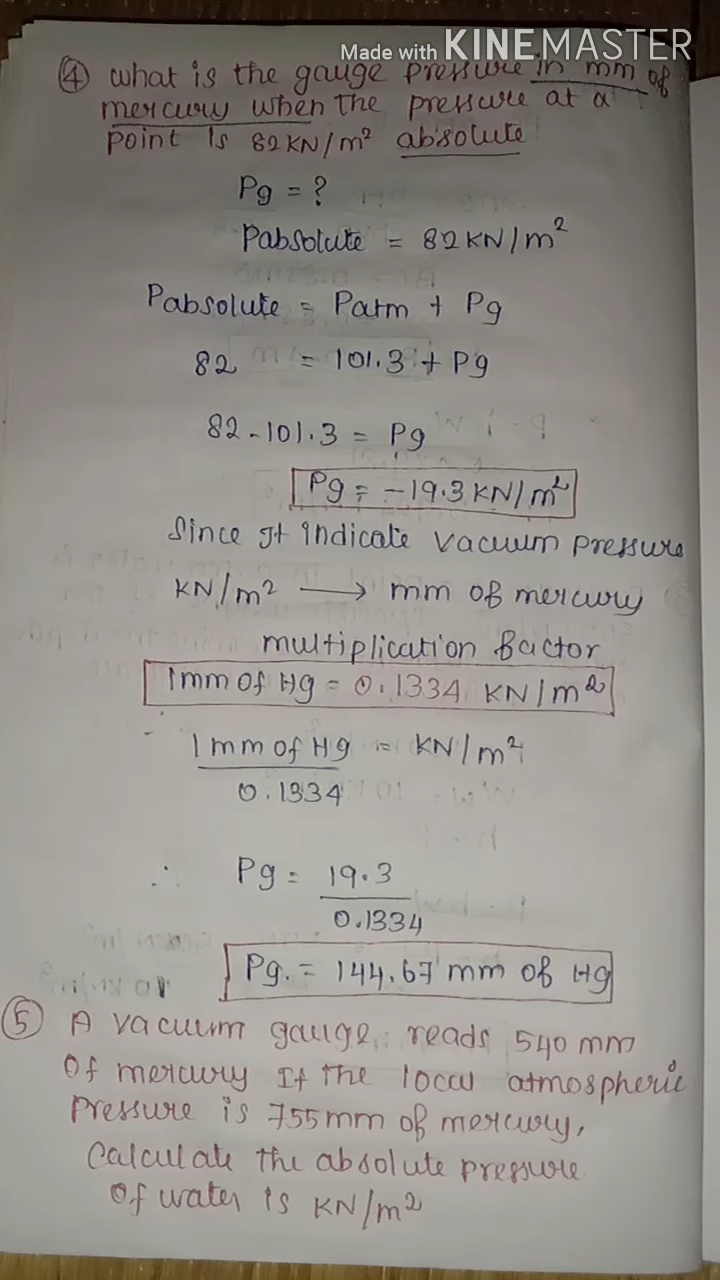 Made with KINEMASTER
④ what is the gauge pressure in mm of
mercury when the pressure at a
point is 82 KN/m² absolute
Pg = ?
Pabsolute = 82 KN/m²
Pabsolute = Patm + Pg
82 = 101.3 + Pg
82 - 101.3 = Pg
Pg = -19.3 KN/m²
Since It indicate vacuum pressure
KN/m² → mm of mercury
multiplication factor
1mm of Hg = 0.1334 KN/m²
1 mm of Hg / 0.1334 = KN/m²
∴ Pg = 19.3 / 0.1334
Pg. = 144.67 mm of Hg
⑤ A vacuum gauge reads 540 mm
of mercury If the local atmospheric
pressure is 755mm of mercury,
Calculate the absolute pressure
of water is KN/m²